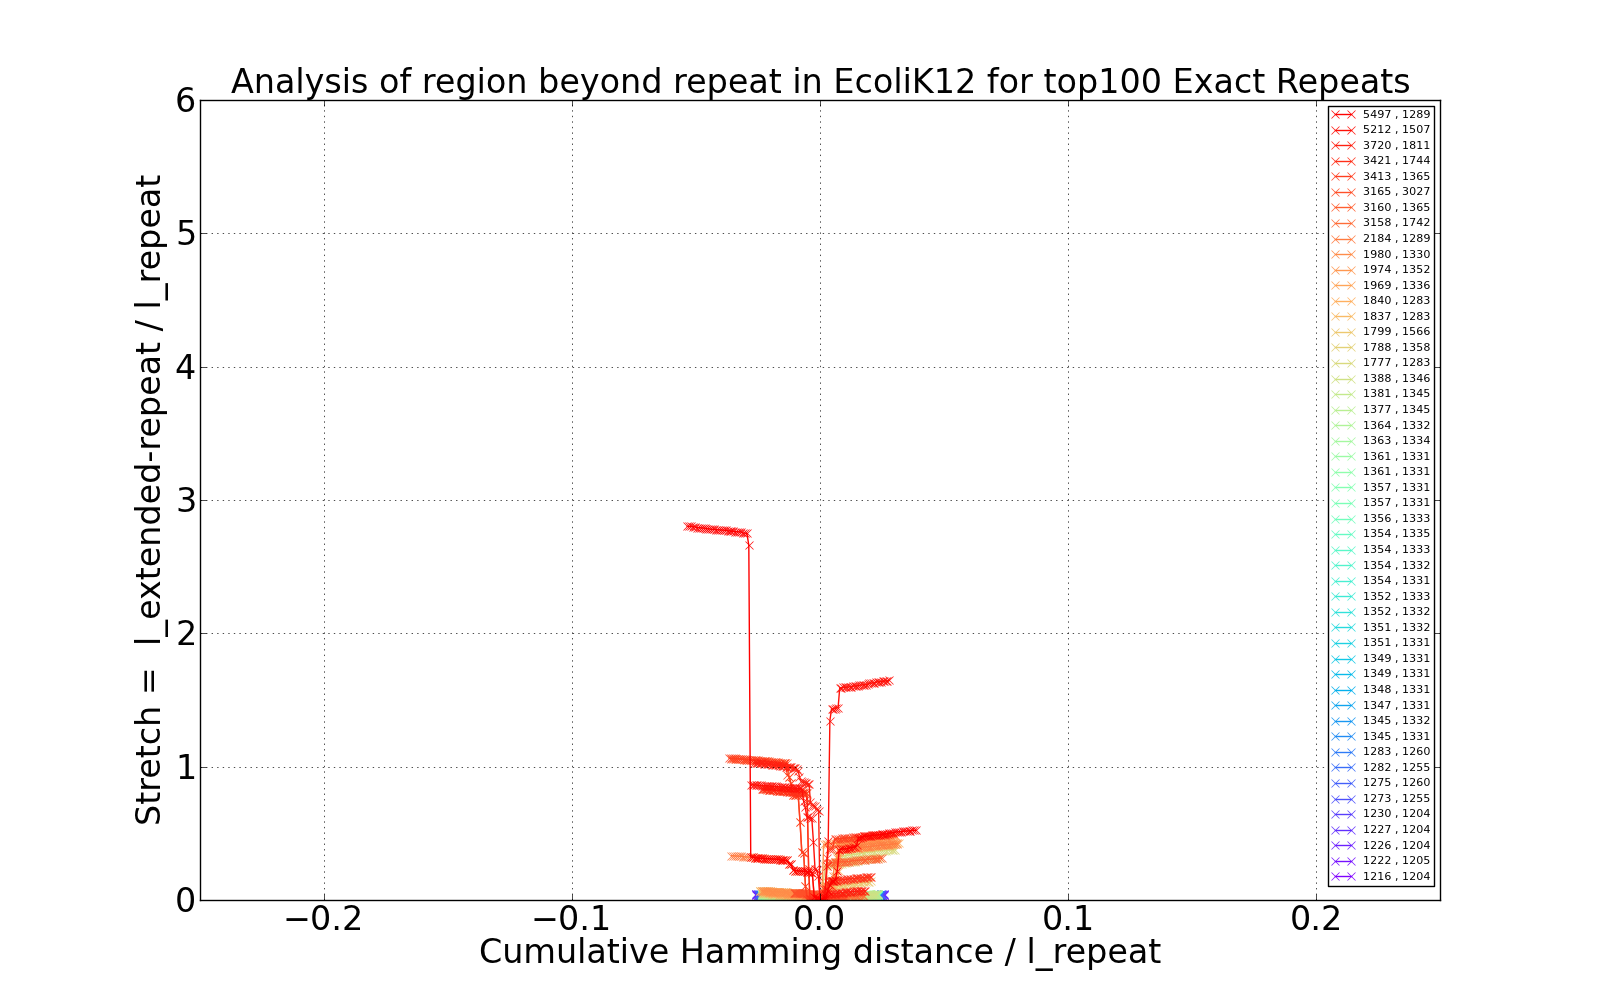 Analysis of region beyond repeat in EcoliK12 for top100 Exact Repeats
6
5
4
3
2
1
0
Stretch = l_extended-repeat / l_repeat
−0.2
−0.1
0.0
0.1
0.2
Cumulative Hamming distance / l_repeat
5497 , 1289
5212 , 1507
3720 , 1811
3421 , 1744
3413 , 1365
3165 , 3027
3160 , 1365
3158 , 1742
2184 , 1289
1980 , 1330
1974 , 1352
1969 , 1336
1840 , 1283
1837 , 1283
1799 , 1566
1788 , 1358
1777 , 1283
1388 , 1346
1381 , 1345
1377 , 1345
1364 , 1332
1363 , 1334
1361 , 1331
1361 , 1331
1357 , 1331
1357 , 1331
1356 , 1333
1354 , 1335
1354 , 1333
1354 , 1332
1354 , 1331
1352 , 1333
1352 , 1332
1351 , 1332
1351 , 1331
1349 , 1331
1349 , 1331
1348 , 1331
1347 , 1331
1345 , 1332
1345 , 1331
1283 , 1260
1282 , 1255
1275 , 1260
1273 , 1255
1230 , 1204
1227 , 1204
1226 , 1204
1222 , 1205
1216 , 1204